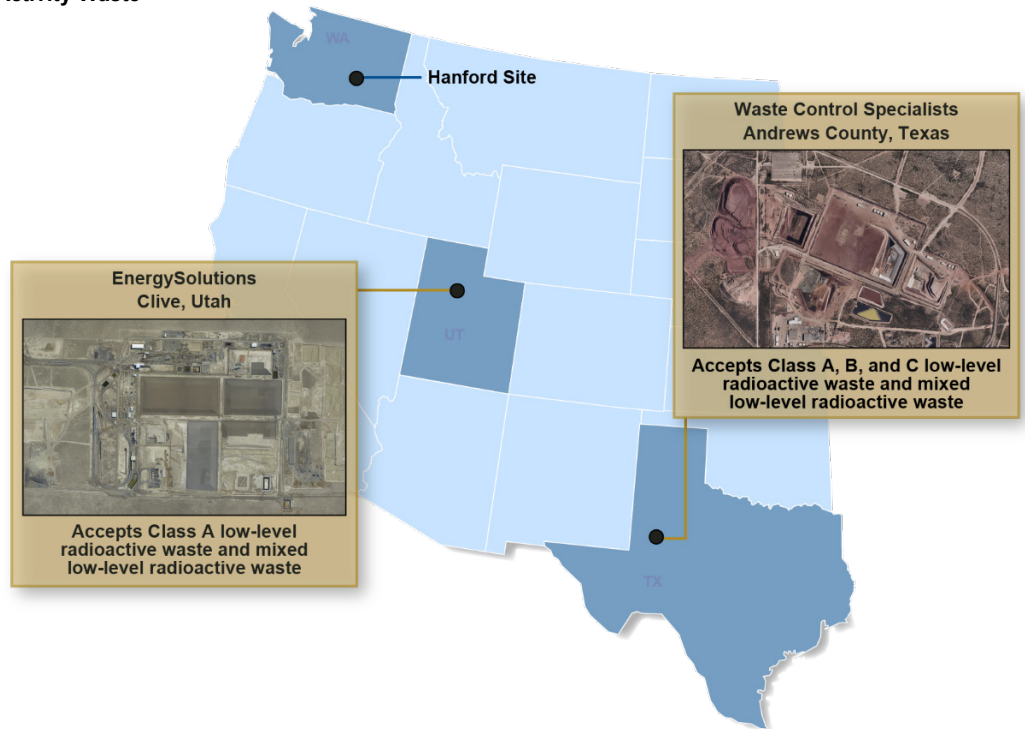 WA
Hanford Site
Waste Control Specialists
Andrews County, Texas
Accepts Class A, B, and C low-level
radioactive waste and mixed
low-level radioactive waste
EnergySolutions
Clive, Utah
UT
Accepts Class A low-level
radioactive waste and mixed
low-level radioactive waste
TX